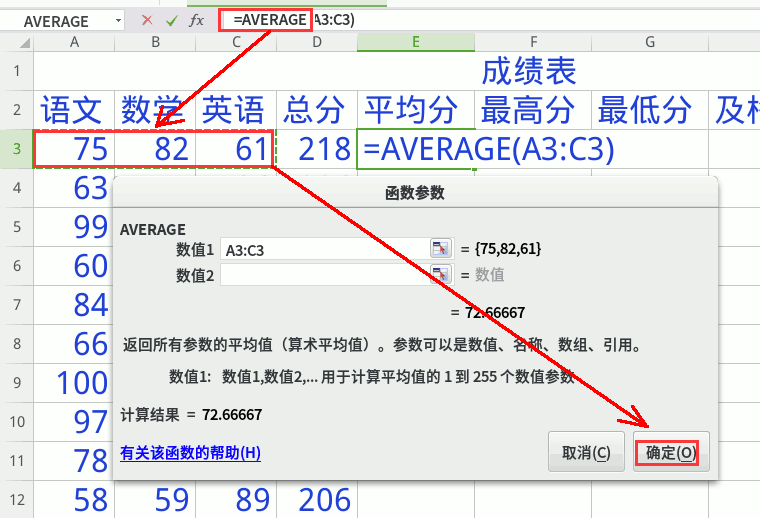 AVERAGE fx =AVERAGE(A3:C3)
A B C D E F G
1 成绩表
2 语文 数学 英语 总分 平均分 最高分 最低分
3 75 82 61 218 =AVERAGE(A3:C3)
4 63
函数参数
5 99
AVERAGE
数值1 A3:C3 = {75,82,61}
6 60
数值2 = 数值
7 84
= 72.66667
8 66
返回所有参数的平均值（算术平均值）。参数可以是数值、名称、数组、引用。
9 100
数值1: 数值1,数值2,... 用于计算平均值的 1 到 255 个数值参数
10 97
计算结果 = 72.66667
11 78
有关该函数的帮助(H) 取消(C) 确定(O)
12 58 59 89 206